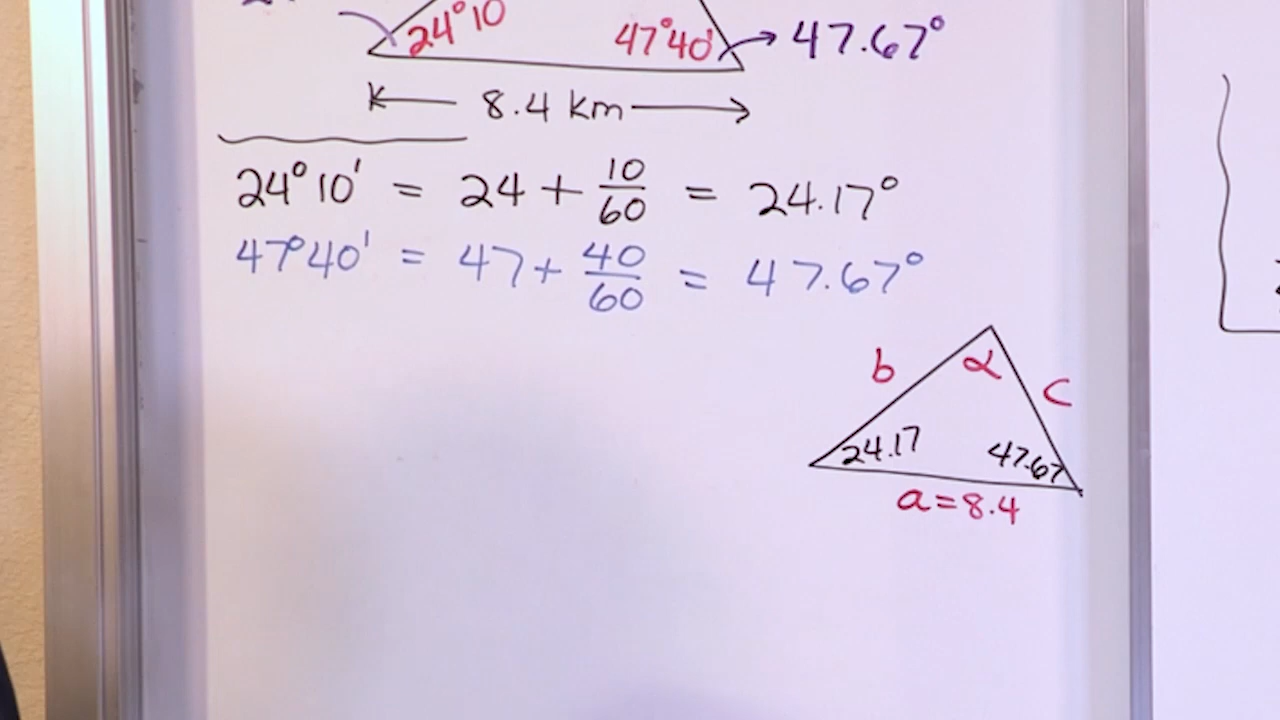 24°10 47°40' → 47.67°
8.4 km
24°10' = 24 + 10/60 = 24.17°
47°40' = 47 + 40/60 = 47.67°
b α c
24.17 47.67
a = 8.4